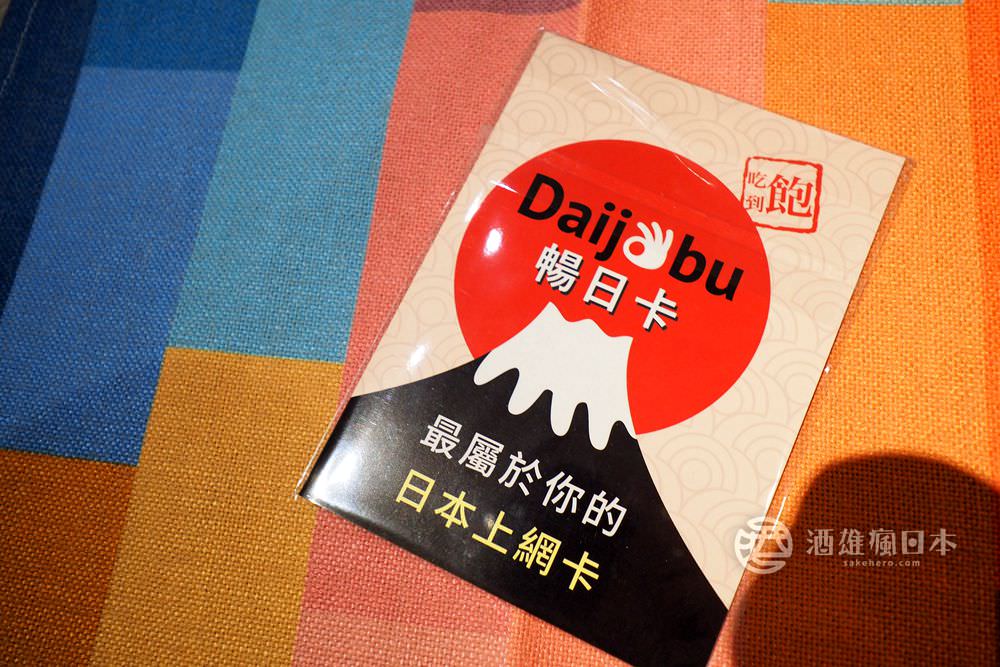 吃到飽
Daijobu
暢日卡
最屬於你的
日本上網卡
酒雄瘋日本
sakehero.com